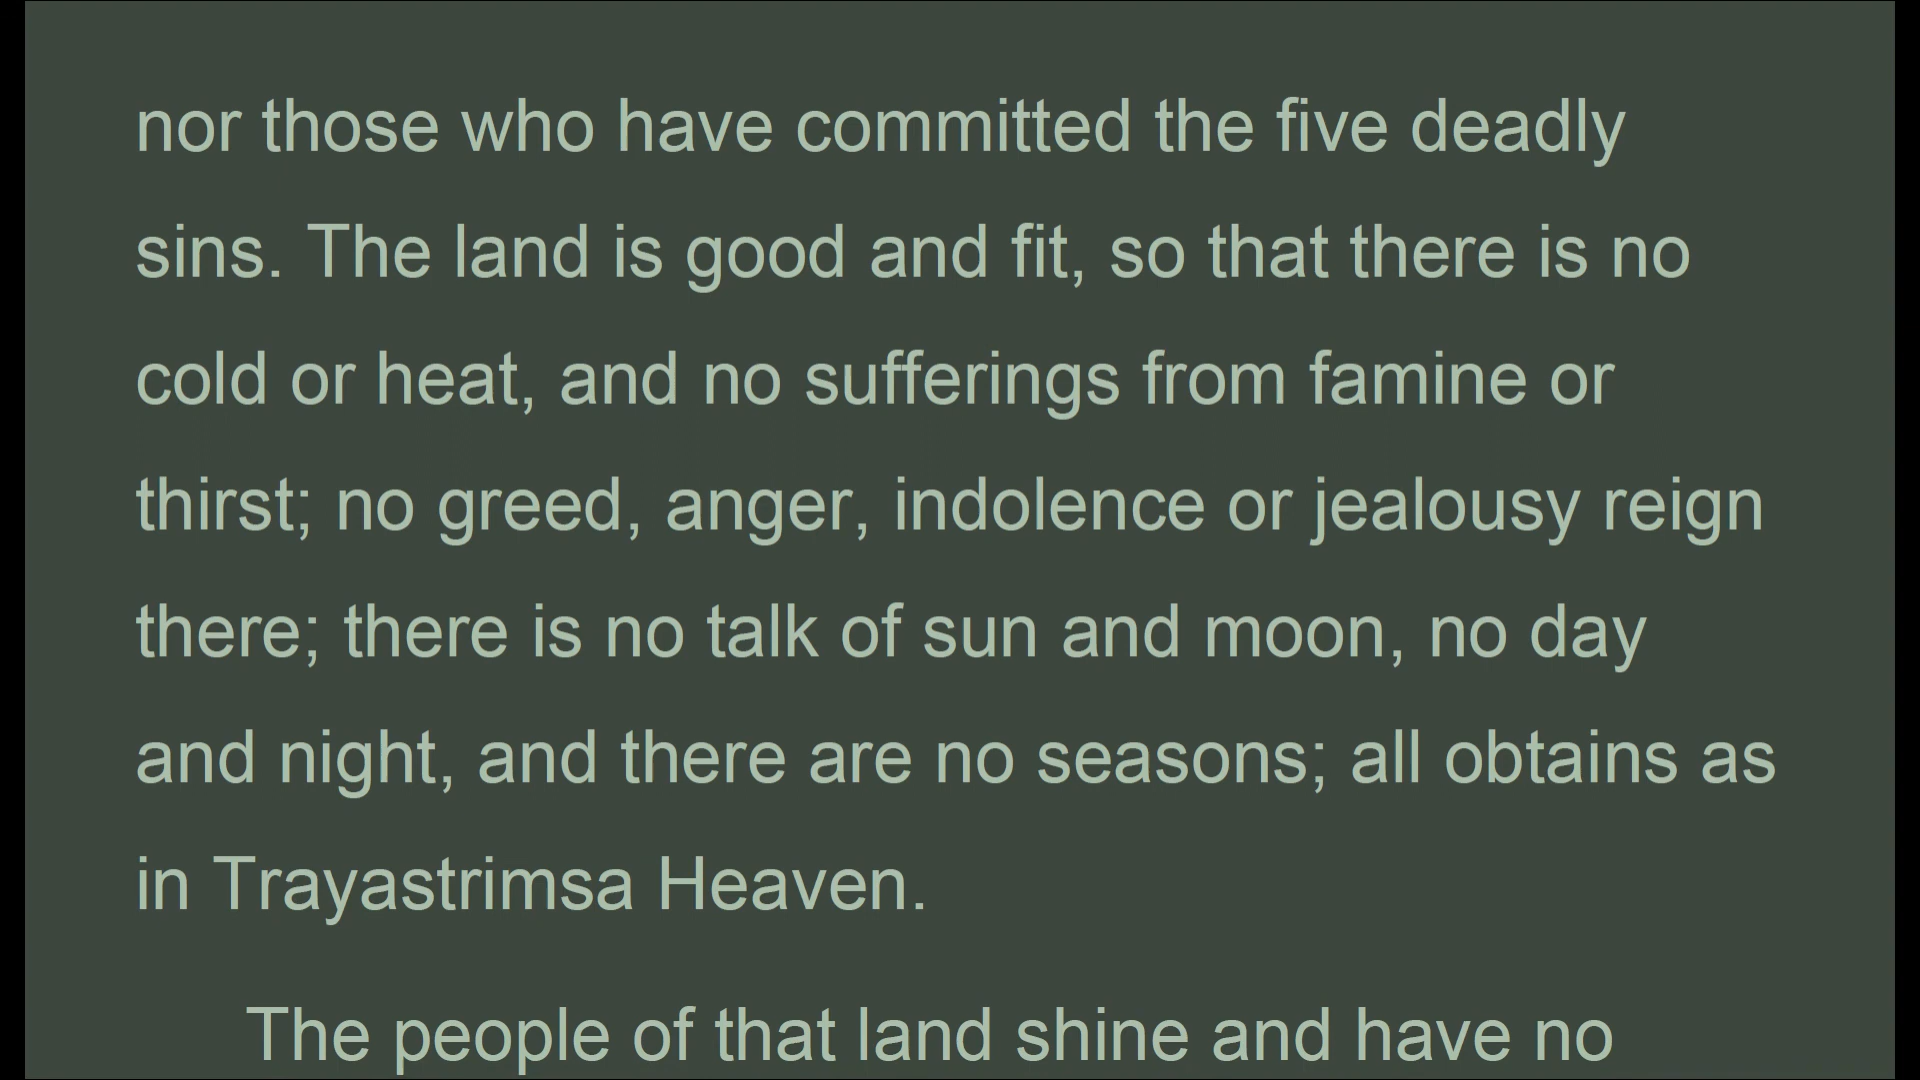 nor those who have committed the five deadly
sins. The land is good and fit, so that there is no
cold or heat, and no sufferings from famine or
thirst; no greed, anger, indolence or jealousy reign
there; there is no talk of sun and moon, no day
and night, and there are no seasons; all obtains as
in Trayastrimsa Heaven.
The people of that land shine and have no